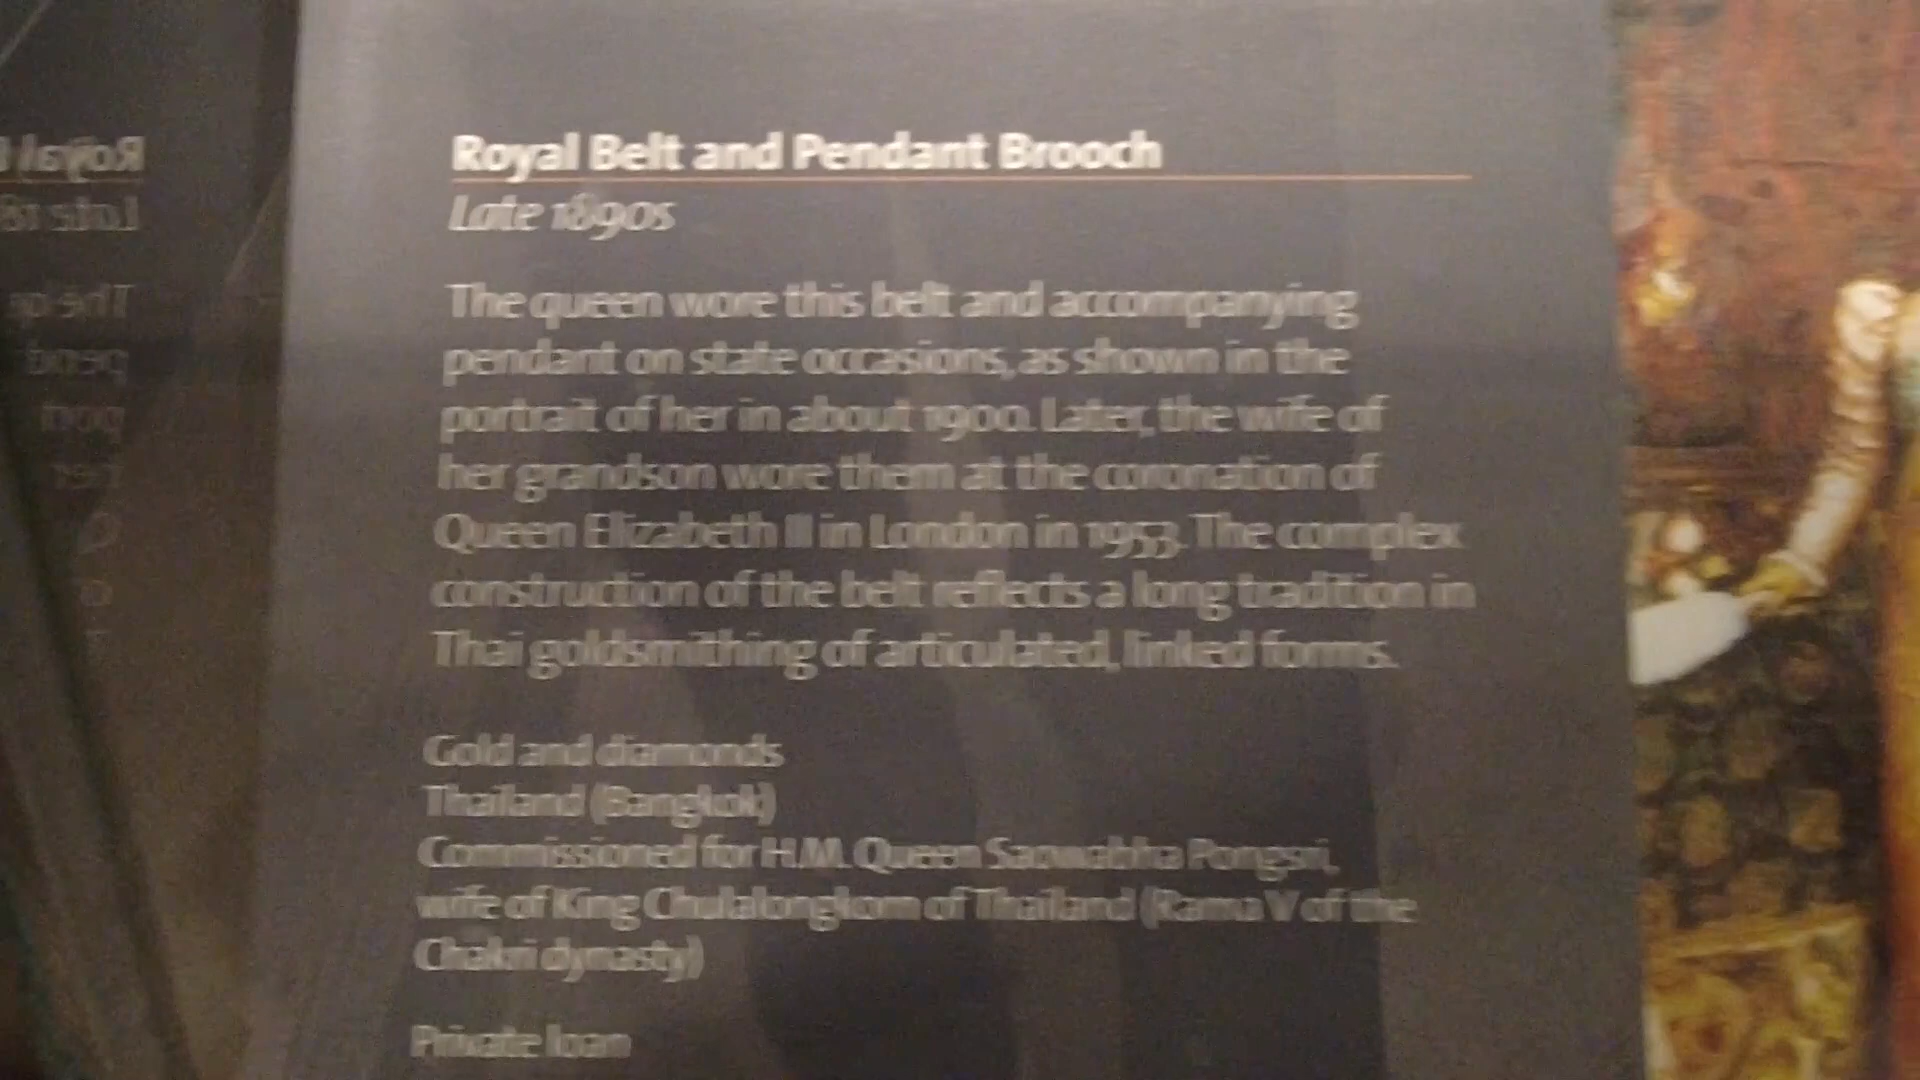 Royal Belt and Pendant Brooch
Late 1890s
The queen wore this belt and accompanying
pendant on state occasions, as shown in the
portrait of her in about 1900. Later, the wife of
her grandson wore them at the coronation of
Queen Elizabeth II in London in 1953. The complex
construction of the belt reflects a long tradition in
Thai goldsmithing of articulated, linked forms.
Gold and diamonds
Thailand (Bangkok)
Commissioned for H.M. Queen Saowabha Pongsri,
wife of King Chulalongkorn of Thailand (Rama V of the
Chakri dynasty)
Private loan